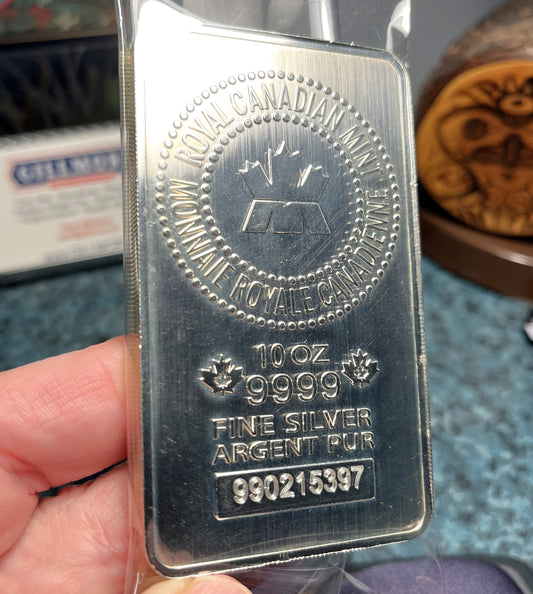 ROYAL CANADIAN MINT
MONNAIE ROYALE CANADIENNE
10 OZ
9999
FINE SILVER
ARGENT PUR
990215397